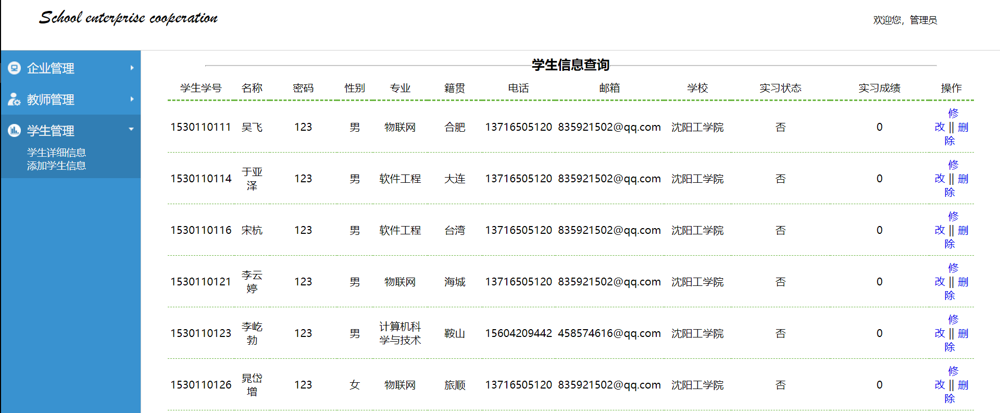 School enterprise cooperation
欢迎您，管理员
企业管理
教师管理
学生管理
学生详细信息
添加学生信息
学生信息查询
学生学号 名称 密码 性别 专业 籍贯 电话 邮箱 学校 实习状态 实习成绩 操作
1530110111 吴飞 123 男 物联网 合肥 13716505120 835921502@qq.com 沈阳工学院 否 0 修
改 || 删
除
1530110114 于亚
泽 123 男 软件工程 大连 13716505120 835921502@qq.com 沈阳工学院 否 0 修
改 || 删
除
1530110116 宋杭 123 男 软件工程 台湾 13716505120 835921502@qq.com 沈阳工学院 否 0 修
改 || 删
除
1530110121 李云
婷 123 男 物联网 海城 13716505120 835921502@qq.com 沈阳工学院 否 0 修
改 || 删
除
1530110123 李屹
勃 123 男 计算机科
学与技术 鞍山 15604209442 458574616@qq.com 沈阳工学院 否 0 修
改 || 删
除
1530110126 晁岱
增 123 女 物联网 旅顺 13716505120 835921502@qq.com 沈阳工学院 否 0 修
改 || 删
除